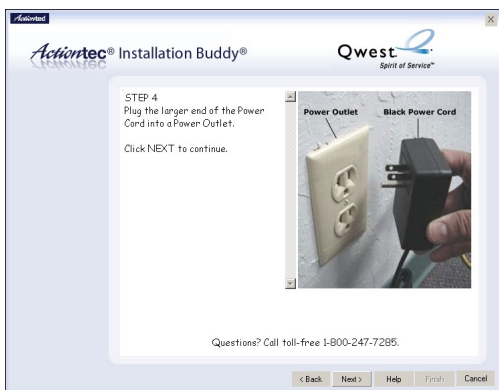 Actiontec
Actiontec® Installation Buddy®
Qwest
Spirit of Service™
STEP 4
Plug the larger end of the Power
Cord into a Power Outlet.
Click NEXT to continue.
Power Outlet
Black Power Cord
Questions? Call toll-free 1-800-247-7285.
< Back
Next >
Help
Finish
Cancel